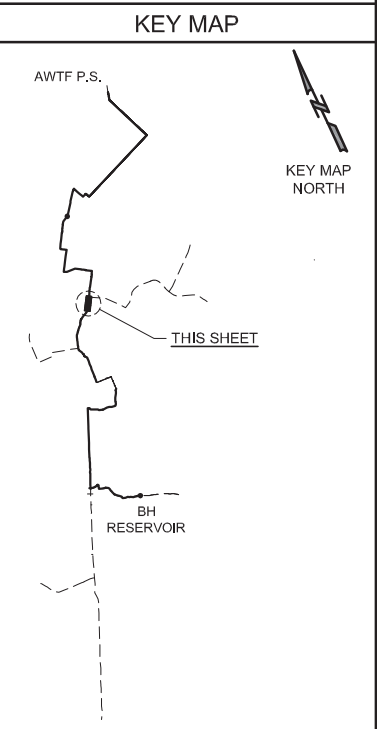 KEY MAP
AWTF P.S.
KEY MAP
NORTH
THIS SHEET
BH
RESERVOIR